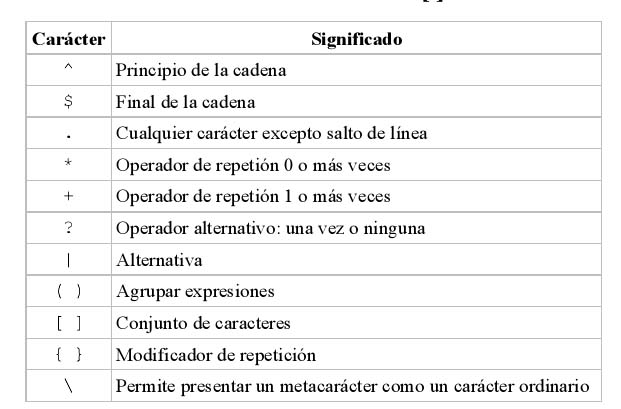 Carácter Significado
^ Principio de la cadena
$ Final de la cadena
. Cualquier carácter excepto salto de línea
* Operador de repetión 0 o más veces
+ Operador de repetión 1 o más veces
? Operador alternativo: una vez o ninguna
| Alternativa
( ) Agrupar expresiones
[ ] Conjunto de caracteres
{ } Modificador de repetición
\ Permite presentar un metacarácter como un carácter ordinario